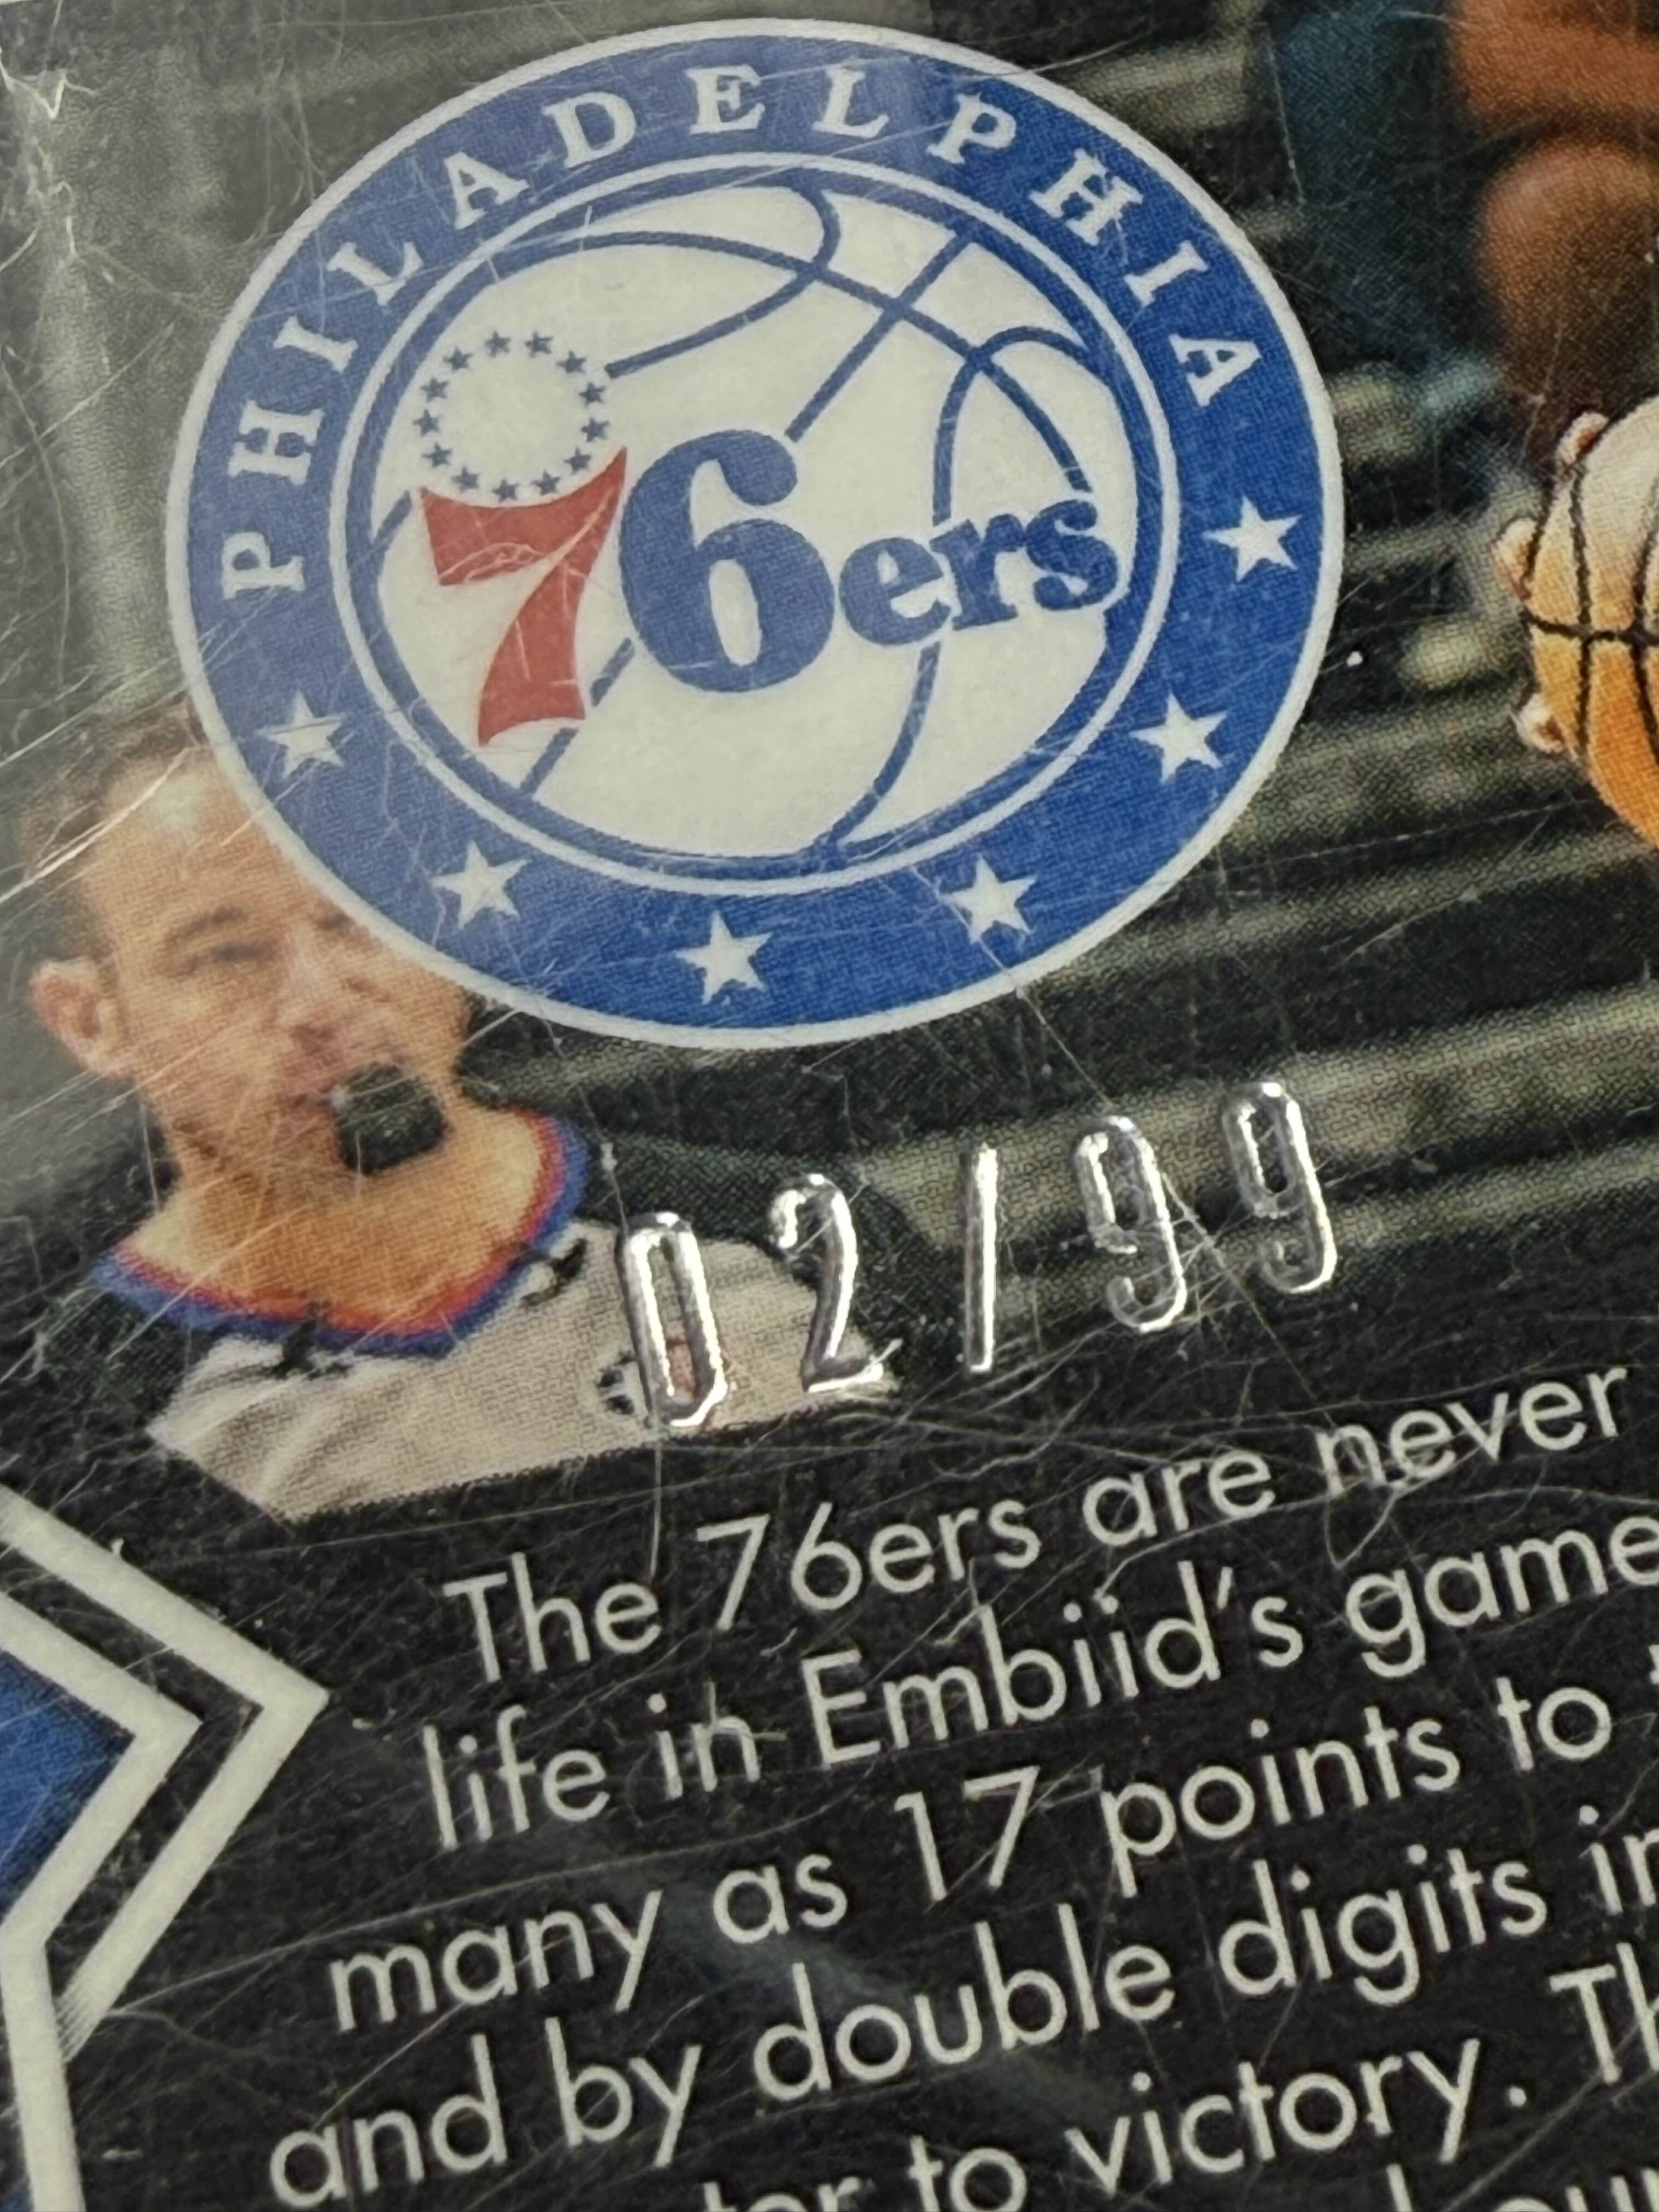 PHILADELPHIA
76ers
02/99
The 76ers are never
life in Embiid's game
many as 17 points to
and by double digits in
to victory. Th